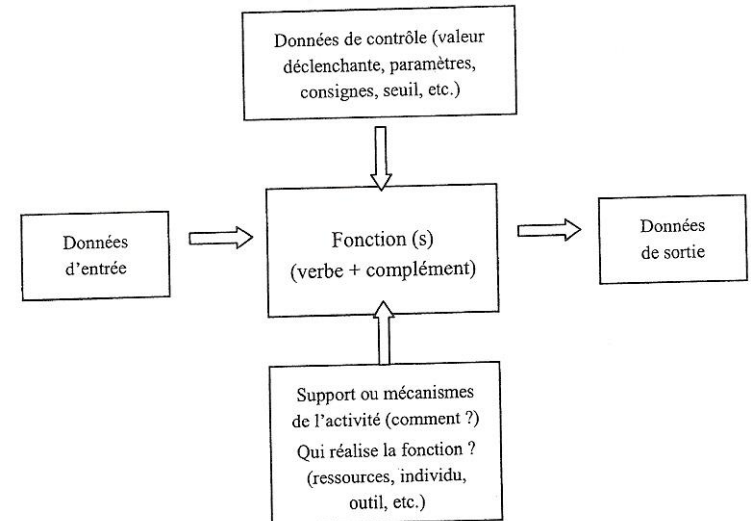 Données de contrôle (valeur
déclenchante, paramètres,
consignes, seuil, etc.)
Données
d'entrée
Fonction (s)
(verbe + complément)
Données
de sortie
Support ou mécanismes
de l'activité (comment ?)
Qui réalise la fonction ?
(ressources, individu,
outil, etc.)